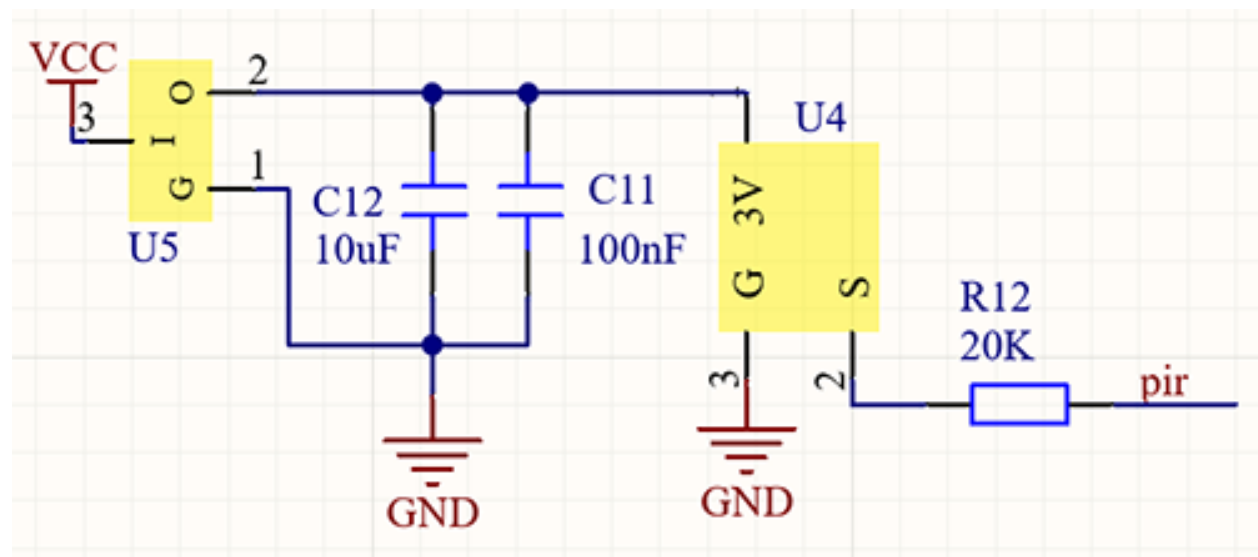 VCC
3
I
O
2
G
1
U5
C12
10uF
C11
100nF
GND
U4
3V
G
S
3
2
GND
R12
20K
pir